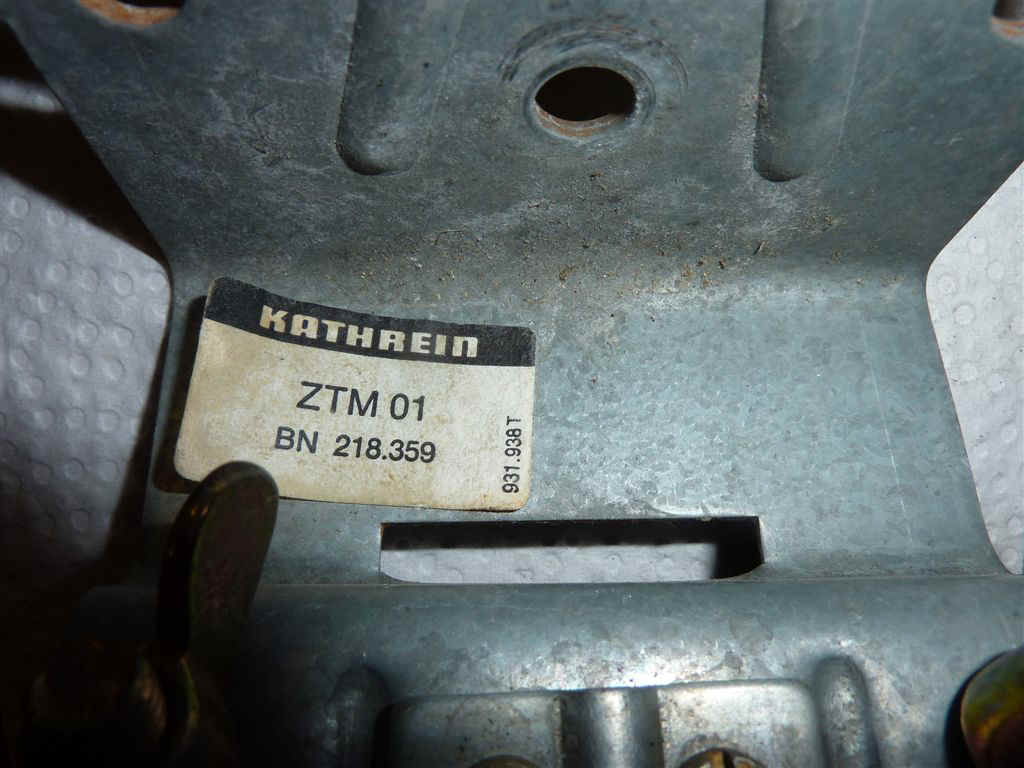 KATHREIN
ZTM 01
BN 218.359
931.938 T